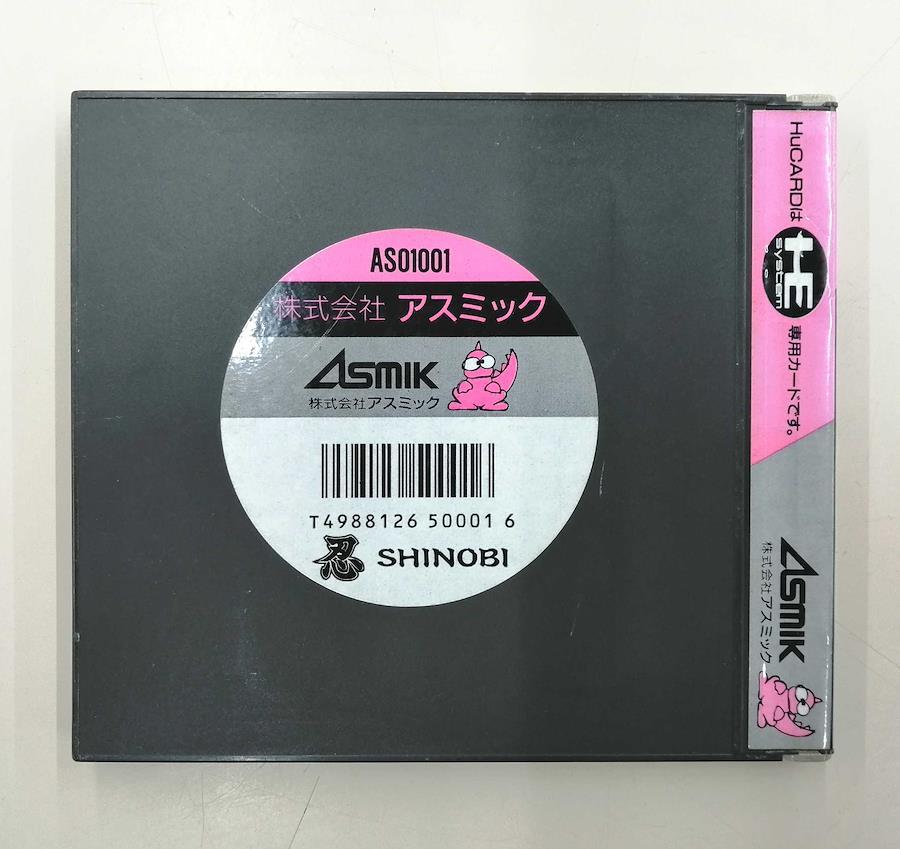 AS01001
株式会社 アスミック
ASMIK
株式会社アスミック
T4988126 50001 6
忍 SHINOBI
HuCARDは HE system 専用カードです。
ASMIK
株式会社アスミック